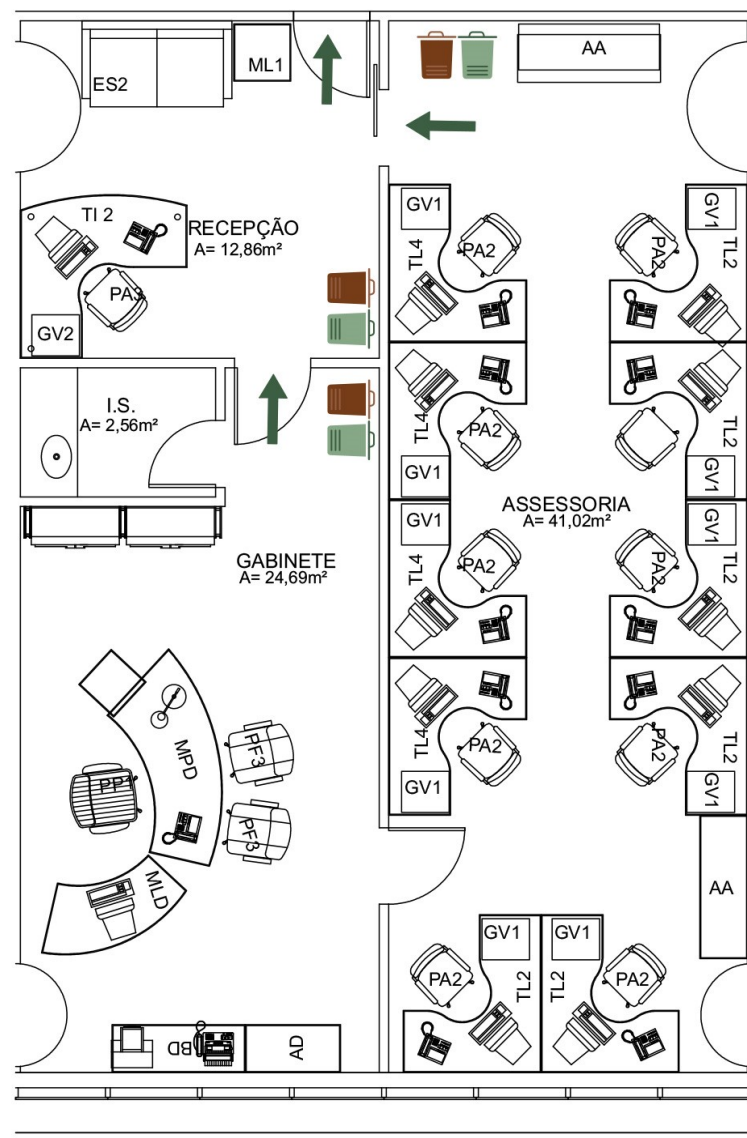 ES2
ML1
AA
TI 2
RECEPÇÃO
A= 12,86m²
PA3
GV2
I.S.
A= 2,56m²
GABINETE
A= 24,69m²
MPD
PP1
PF3
PF3
MLD
BD
AD
GV1
TL4
PA2
GV1
TL2
PA2
TL4
PA2
GV1
TL2
GV1
ASSESSORIA
A= 41,02m²
GV1
TL4
PA2
GV1
TL2
PA2
TL4
PA2
GV1
TL2
PA2
GV1
AA
GV1
GV1
PA2
TL2
TL2
PA2